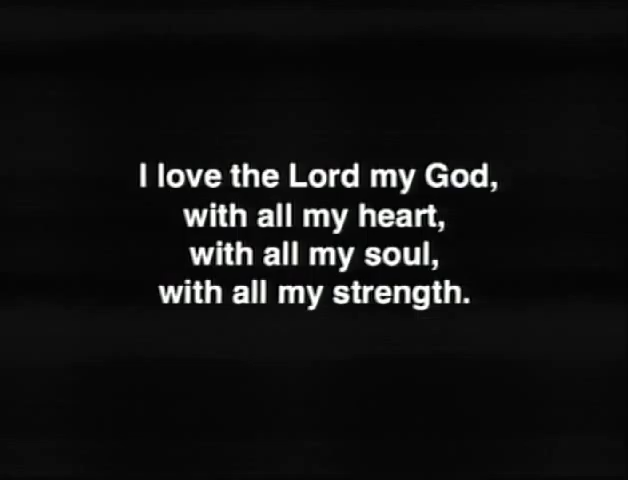 I love the Lord my God,
with all my heart,
with all my soul,
with all my strength.